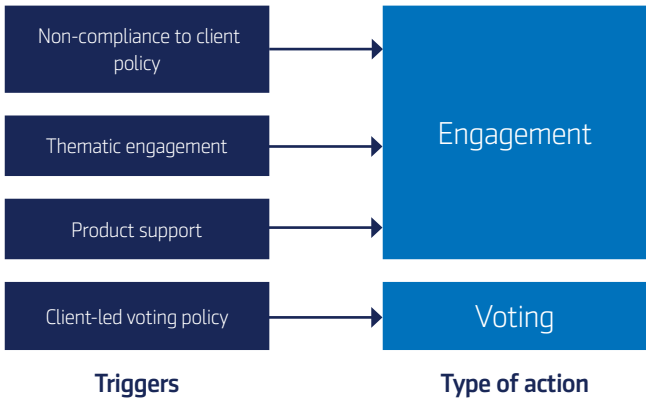 Non-compliance to client
policy
Thematic engagement
Engagement
Product support
Client-led voting policy
Voting
Triggers
Type of action